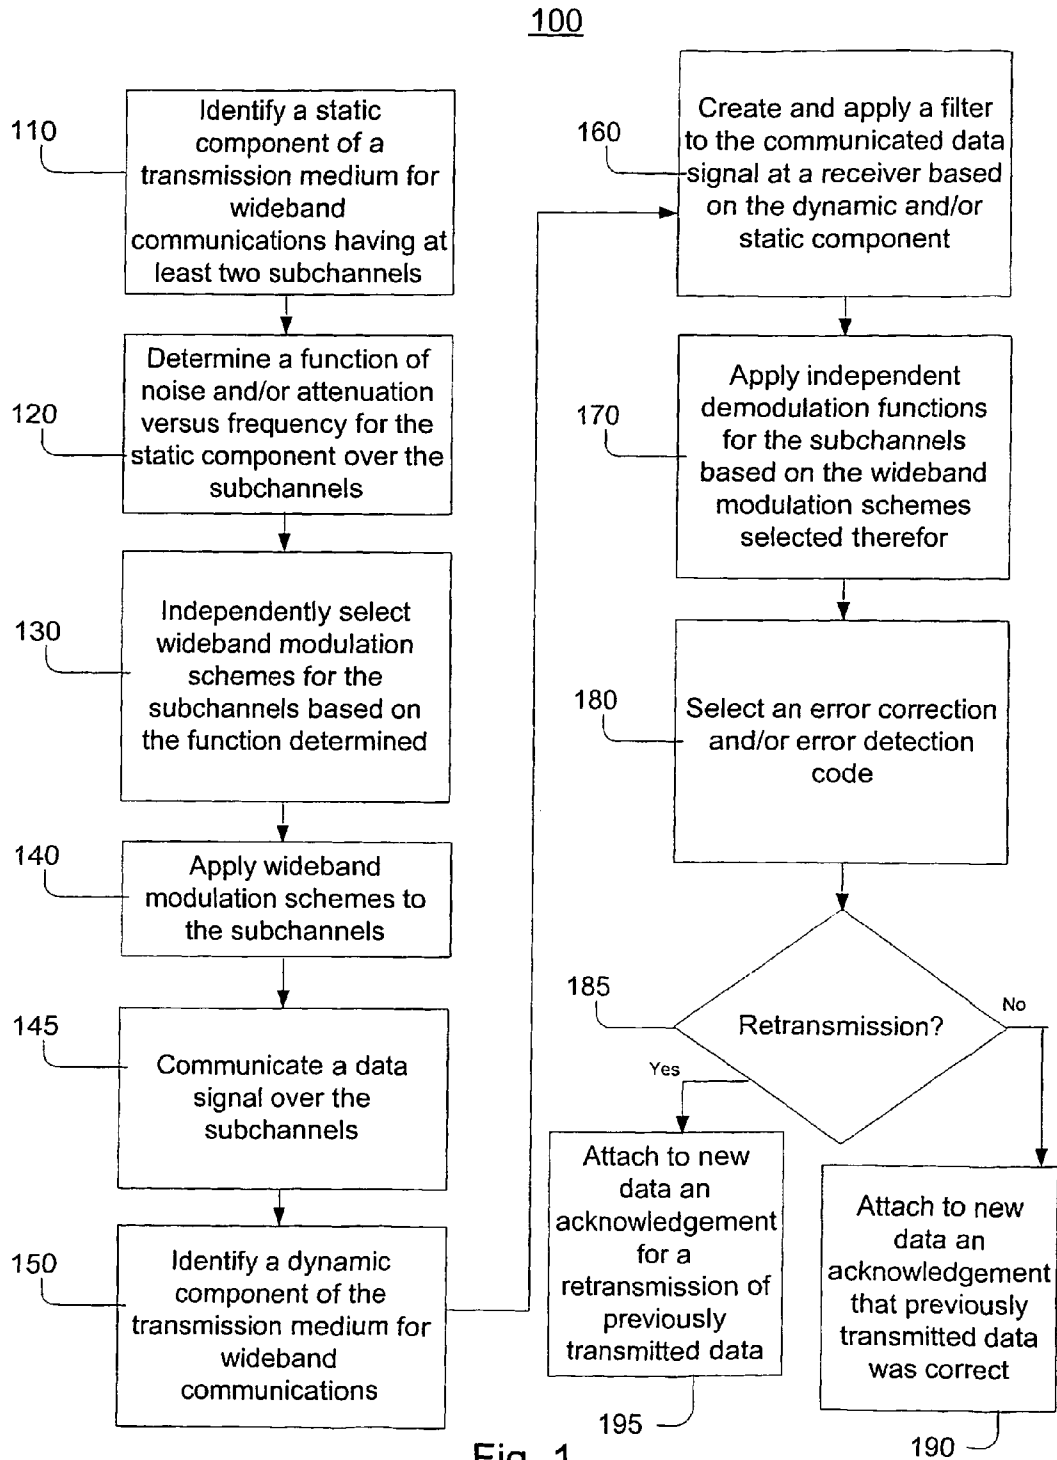 100
110
Identify a static
component of a
transmission medium for
wideband
communications having at
least two subchannels
120
Determine a function of
noise and/or attenuation
versus frequency for the
static component over the
subchannels
130
Independently select
wideband modulation
schemes for the
subchannels based on
the function determined
140
Apply wideband
modulation schemes to
the subchannels
145
Communicate a data
signal over the
subchannels
150
Identify a dynamic
component of the
transmission medium for
wideband
communications
160
Create and apply a filter
to the communicated data
signal at a receiver based
on the dynamic and/or
static component
170
Apply independent
demodulation functions
for the subchannels
based on the wideband
modulation schemes
selected therefor
180
Select an error correction
and/or error detection
code
185
Retransmission?
No
Yes
Attach to new
data an
acknowledgement
for a
retransmission of
previously
transmitted data
195
Attach to new
data an
acknowledgement
that previously
transmitted data
was correct
190
Fig. 1